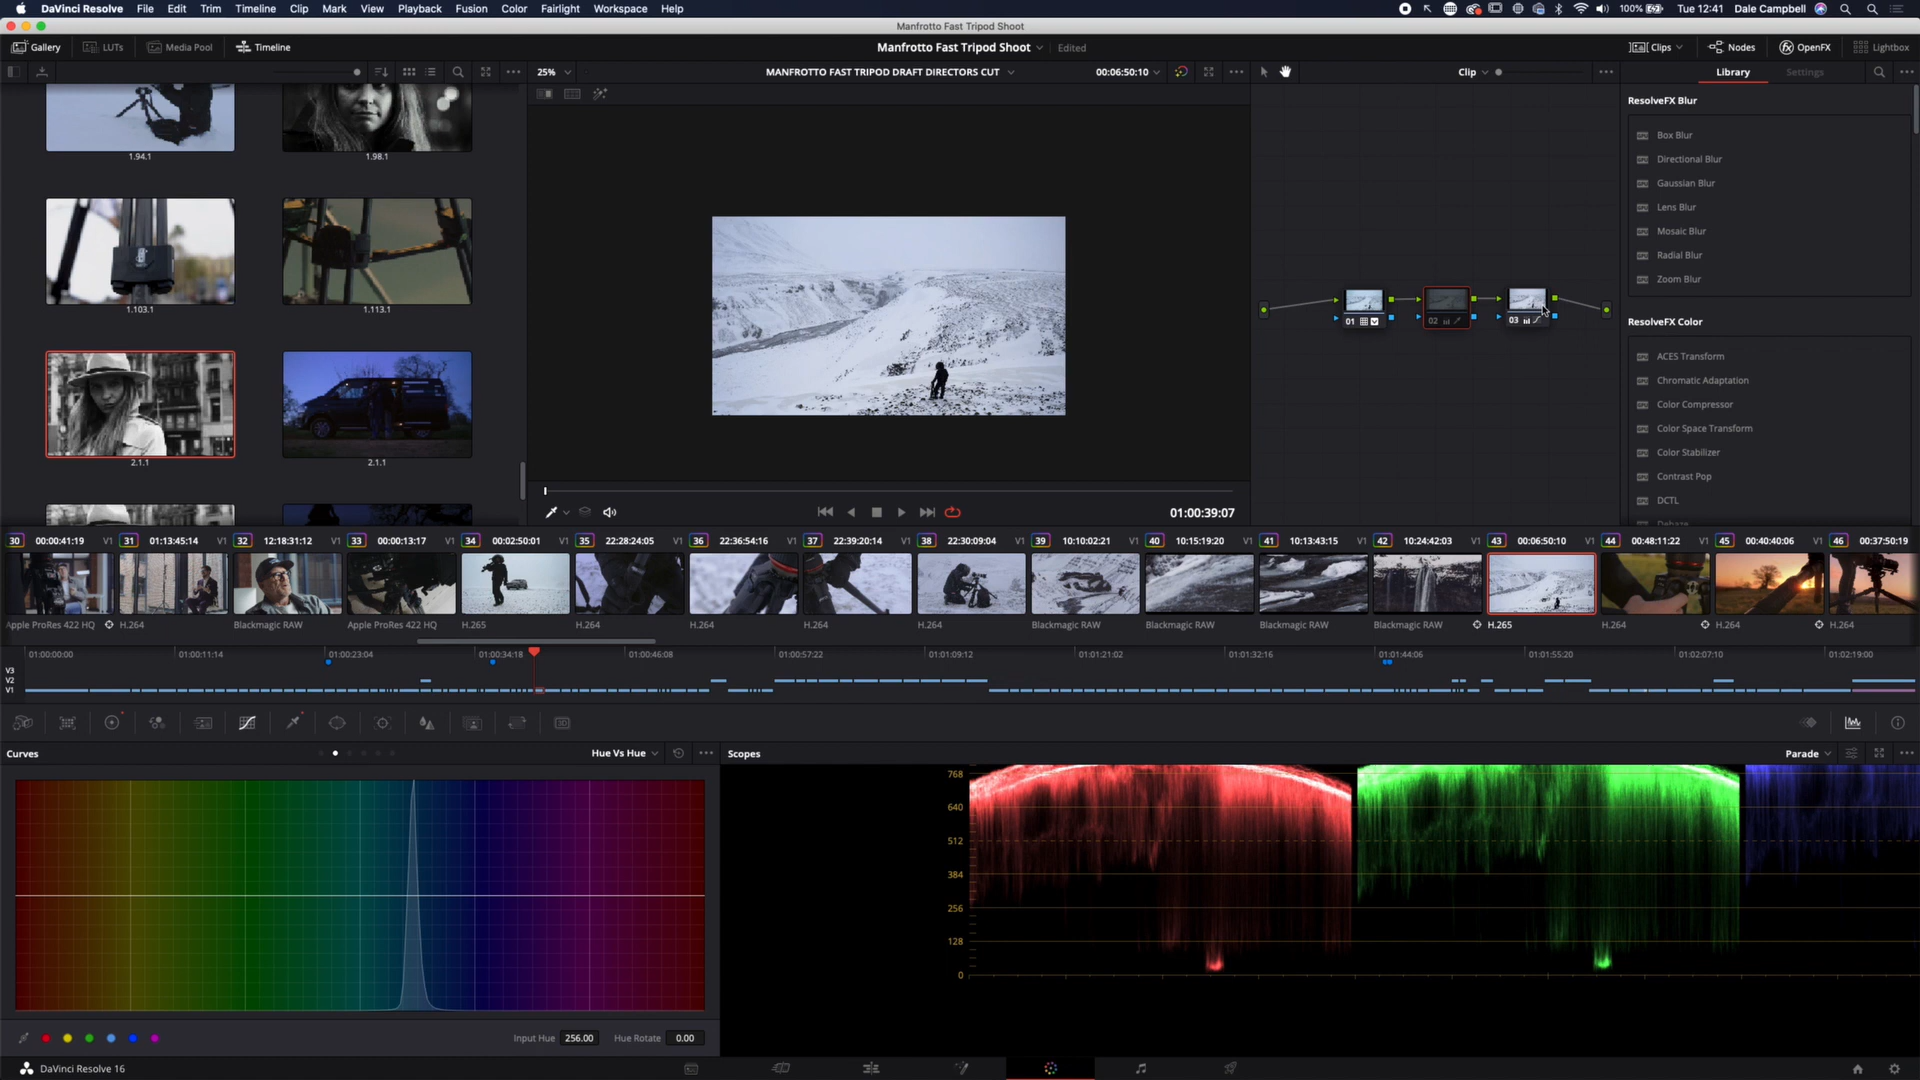 DaVinci Resolve File Edit Trim Timeline Clip Mark View Playback Fusion Color Fairlight Workspace Help 100% Tue 12:41 Dale Campbell
Manfrotto Fast Tripod Shoot
Gallery LUTs Media Pool Timeline Manfrotto Fast Tripod Shoot Edited Clips Nodes OpenFX Lightbox
25% MANFROTTO FAST TRIPOD DRAFT DIRECTORS CUT 00:06:50:10 Clip Library Settings
ResolveFX Blur
Box Blur
1.94.1 1.98.1 Directional Blur
Gaussian Blur
Lens Blur
Mosaic Blur
Radial Blur
Zoom Blur
1.103.1 1.113.1
01 02 03
ResolveFX Color
ACES Transform
Chromatic Adaptation
Color Compressor
Color Space Transform
Color Stabilizer
2.1.1 2.1.1
Contrast Pop
DCTL
01:00:39:07
30 00:00:41:19 V1 31 01:13:45:14 V1 32 12:18:31:12 V1 33 00:00:13:17 V1 34 00:02:50:01 V1 35 22:28:24:05 V1 36 22:36:54:16 V1 37 22:39:20:14 V1 38 22:30:09:04 V1 39 10:10:02:21 V1 40 10:15:19:20 V1 41 10:13:43:15 V1 42 10:24:42:03 V1 43 00:06:50:10 V1 44 00:48:11:22 V1 45 00:40:40:06 V1 46 00:37:50:19
Apple ProRes 422 HQ H.264 Blackmagic RAW Apple ProRes 422 HQ H.265 H.264 H.264 H.264 H.264 Blackmagic RAW Blackmagic RAW Blackmagic RAW Blackmagic RAW H.265 H.264 H.264 H.264
01:00:00:00 01:00:11:14 01:00:23:04 01:00:34:18 01:00:46:08 01:00:57:22 01:01:09:12 01:01:21:02 01:01:32:16 01:01:44:06 01:01:55:20 01:02:07:10 01:02:19:00
V3
V2
V1
Curves Hue Vs Hue Scopes Parade
768
640
512
384
256
128
0
Input Hue 256.00 Hue Rotate 0.00
DaVinci Resolve 16